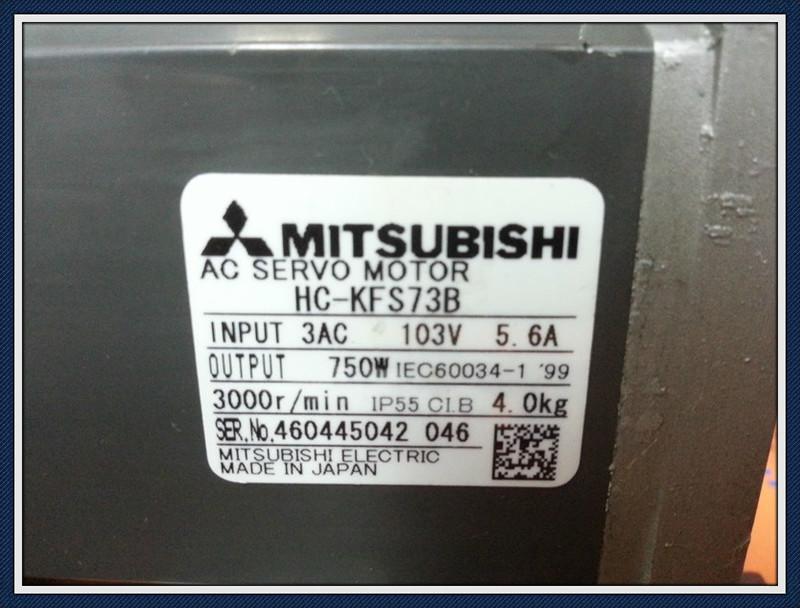 MITSUBISHI
AC SERVO MOTOR
HC-KFS73B
INPUT 3AC 103V 5.6A
OUTPUT 750W IEC60034-1 '99
3000r/min IP55 CI.B 4.0kg
SER.No.460445042 046
MITSUBISHI ELECTRIC
MADE IN JAPAN